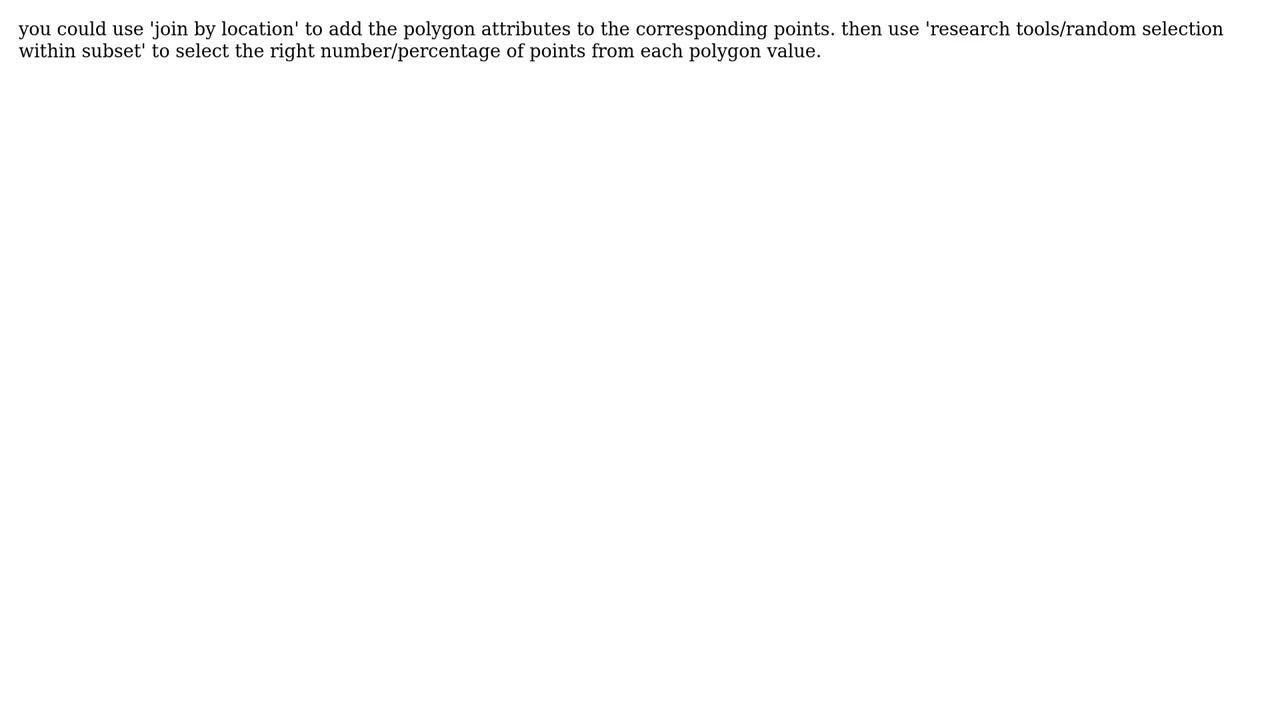 you could use 'join by location' to add the polygon attributes to the corresponding points. then use 'research tools/random selection
within subset' to select the right number/percentage of points from each polygon value.